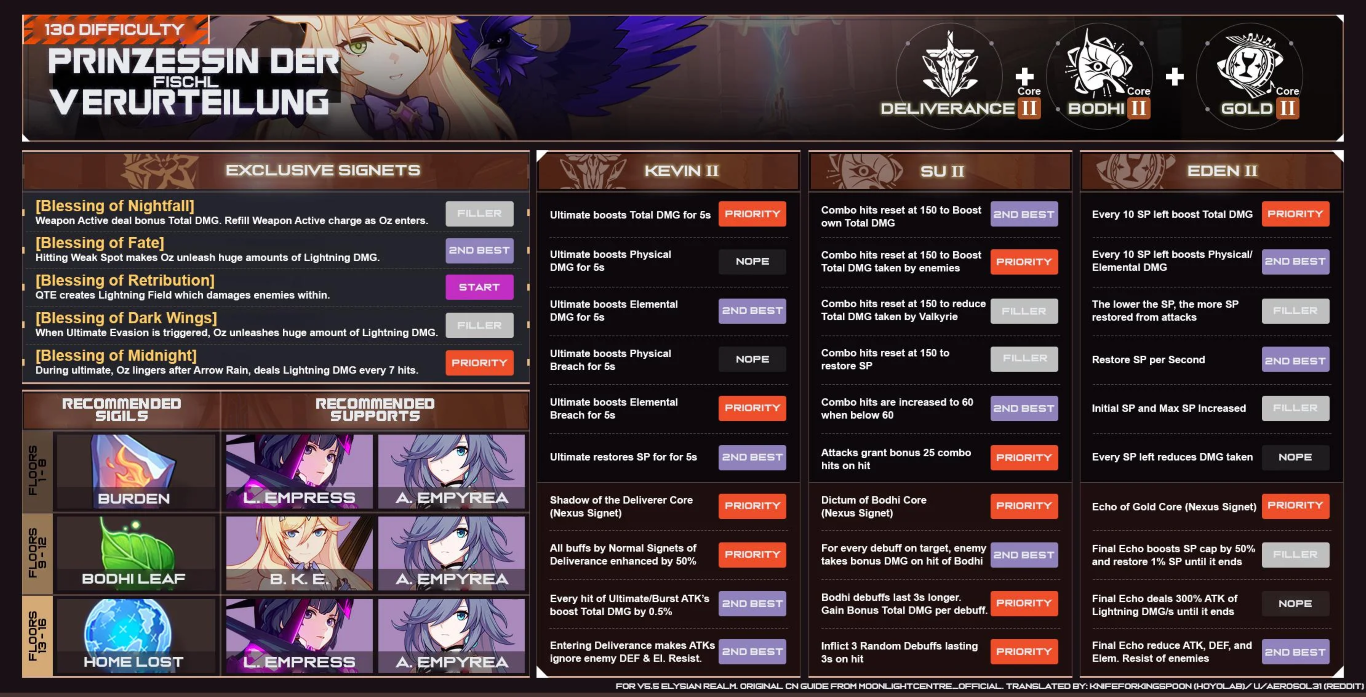 130 DIFFICULTY
PRINZESSIN DER
FISCHL
VERURTEILUNG
DELIVERANCE Core II
+
BODHI Core II
+
GOLD Core II
EXCLUSIVE SIGNETS
[Blessing of Nightfall]
Weapon Active deal bonus Total DMG. Refill Weapon Active charge as Oz enters.
FILLER
[Blessing of Fate]
Hitting Weak Spot makes Oz unleash huge amounts of Lightning DMG.
2ND BEST
[Blessing of Retribution]
QTE creates Lightning Field which damages enemies within.
START
[Blessing of Dark Wings]
When Ultimate Evasion is triggered, Oz unleashes huge amount of Lightning DMG.
FILLER
[Blessing of Midnight]
During ultimate, Oz lingers after Arrow Rain, deals Lightning DMG every 7 hits.
PRIORITY
RECOMMENDED
SIGILS
RECOMMENDED
SUPPORTS
FLOORS
1 - 8
BURDEN
L. EMPRESS
A. EMPYREA
FLOORS
9 - 12
BODHI LEAF
B. K. E.
A. EMPYREA
FLOORS
13 - 16
HOME LOST
L. EMPRESS
A. EMPYREA
KEVIN II
Ultimate boosts Total DMG for 5s
PRIORITY
Ultimate boosts Physical
DMG for 5s
NOPE
Ultimate boosts Elemental
DMG for 5s
2ND BEST
Ultimate boosts Physical
Breach for 5s
NOPE
Ultimate boosts Elemental
Breach for 5s
PRIORITY
Ultimate restores SP for for 5s
2ND BEST
Shadow of the Deliverer Core
(Nexus Signet)
PRIORITY
All buffs by Normal Signets of
Deliverance enhanced by 50%
PRIORITY
Every hit of Ultimate/Burst ATK's
boost Total DMG by 0.5%
2ND BEST
Entering Deliverance makes ATKs
ignore enemy DEF & El. Resist.
2ND BEST
SU II
Combo hits reset at 150 to Boost
own Total DMG
2ND BEST
Combo hits reset at 150 to Boost
Total DMG taken by enemies
PRIORITY
Combo hits reset at 150 to reduce
Total DMG taken by Valkyrie
FILLER
Combo hits reset at 150 to
restore SP
FILLER
Combo hits are increased to 60
when below 60
2ND BEST
Attacks grant bonus 25 combo
hits on hit
PRIORITY
Dictum of Bodhi Core
(Nexus Signet)
PRIORITY
For every debuff on target, enemy
takes bonus DMG on hit of Bodhi
2ND BEST
Bodhi debuffs last 3s longer.
Gain Bonus Total DMG per debuff.
PRIORITY
Inflict 3 Random Debuffs lasting
3s on hit
PRIORITY
EDEN II
Every 10 SP left boost Total DMG
PRIORITY
Every 10 SP left boosts Physical/
Elemental DMG
2ND BEST
The lower the SP, the more SP
restored from attacks
FILLER
Restore SP per Second
2ND BEST
Initial SP and Max SP Increased
FILLER
Every SP left reduces DMG taken
NOPE
Echo of Gold Core (Nexus Signet)
PRIORITY
Final Echo boosts SP cap by 50%
and restore 1% SP until it ends
FILLER
Final Echo deals 300% ATK of
Lightning DMG/s until it ends
NOPE
Final Echo reduce ATK, DEF, and
Elem. Resist of enemies
2ND BEST
FOR V5.5 ELYSIAN REALM. ORIGINAL CN GUIDE FROM MOONLIGHTCENTRE_OFFICIAL. TRANSLATED BY: KNIFEFORKINGSPOON (HOYOLAB)/ U/AEROSOL31 (REDDIT)